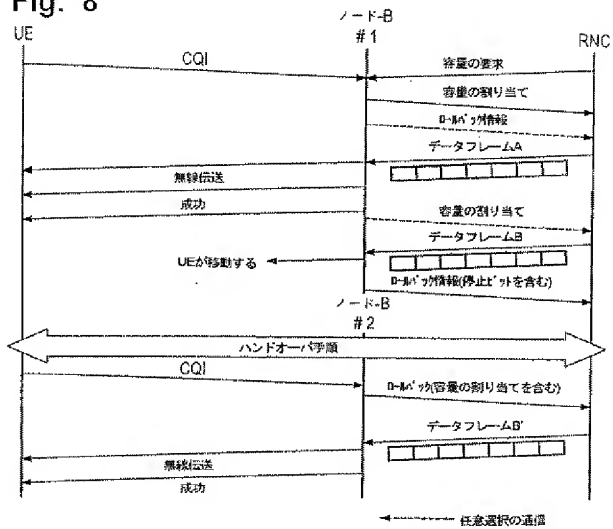 Fig. 8
ノード-B
UE
#1
RNC
CQI
容量の要求
容量の割り当て
ロールバック情報
データフレームA
無線伝送
成功
容量の割り当て
データフレームB
UEが移動する
ロールバック情報(停止ビットを含む)
ノード-B
#2
ハンドオーバ手順
CQI
ロールバック(容量の割り当てを含む)
データフレームB'
無線伝送
成功
任意選択の通信